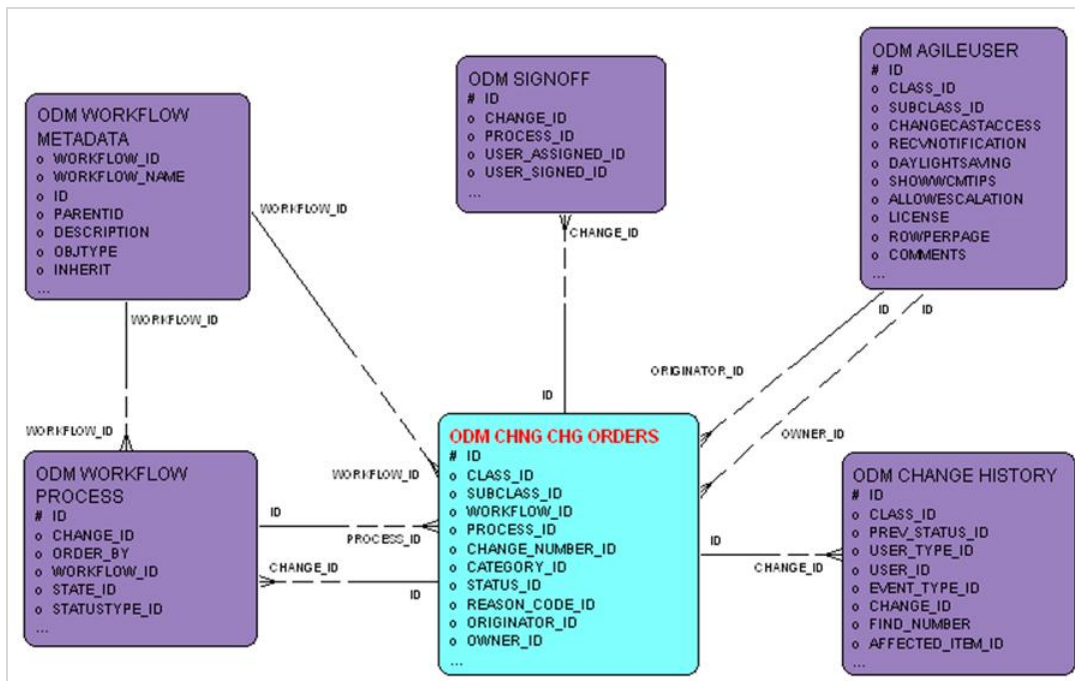 ODM WORKFLOW
METADATA
o WORKFLOW_ID
o WORKFLOW_NAME
o ID
o PARENTID
o DESCRIPTION
o OBJTYPE
o INHERIT
...
ODM SIGNOFF
# ID
o CHANGE_ID
o PROCESS_ID
o USER_ASSIGNED_ID
o USER_SIGNED_ID
...
ODM AGILEUSER
# ID
o CLASS_ID
o SUBCLASS_ID
o CHANGECASTACCESS
o RECVNOTIFICATION
o DAYLIGHTSAVING
o SHOWWCMTIPS
o ALLOWESCALATION
o LICENSE
o ROWPERPAGE
o COMMENTS
...
WORKFLOW_ID
CHANGE_ID
WORKFLOW_ID
ID
ID
ORIGINATOR_ID
ID
OWNER_ID
WORKFLOW_ID
WORKFLOW_ID
ODM WORKFLOW
PROCESS
# ID
o CHANGE_ID
o ORDER_BY
o WORKFLOW_ID
o STATE_ID
o STATUSTYPE_ID
...
ID
PROCESS_ID
CHANGE_ID
ID
ODM CHNG CHG ORDERS
# ID
o CLASS_ID
o SUBCLASS_ID
o WORKFLOW_ID
o PROCESS_ID
o CHANGE_NUMBER_ID
o CATEGORY_ID
o STATUS_ID
o REASON_CODE_ID
o ORIGINATOR_ID
o OWNER_ID
...
ID
CHANGE_ID
ODM CHANGE HISTORY
# ID
o CLASS_ID
o PREV_STATUS_ID
o USER_TYPE_ID
o USER_ID
o EVENT_TYPE_ID
o CHANGE_ID
o FIND_NUMBER
o AFFECTED_ITEM_ID
...